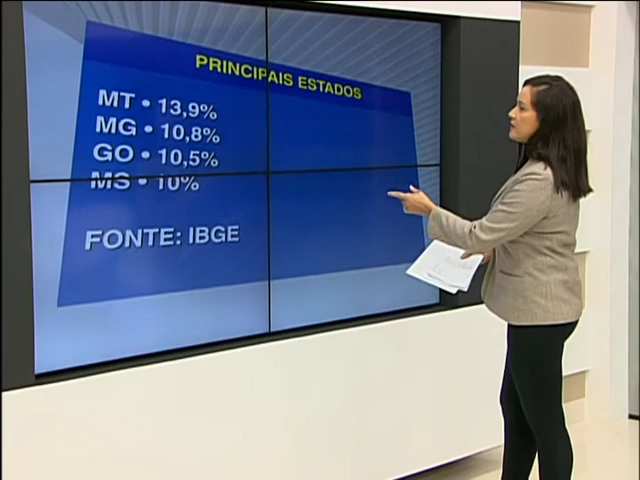 PRINCIPAIS ESTADOS
MT • 13,9%
MG • 10,8%
GO • 10,5%
MS • 10%
FONTE: IBGE